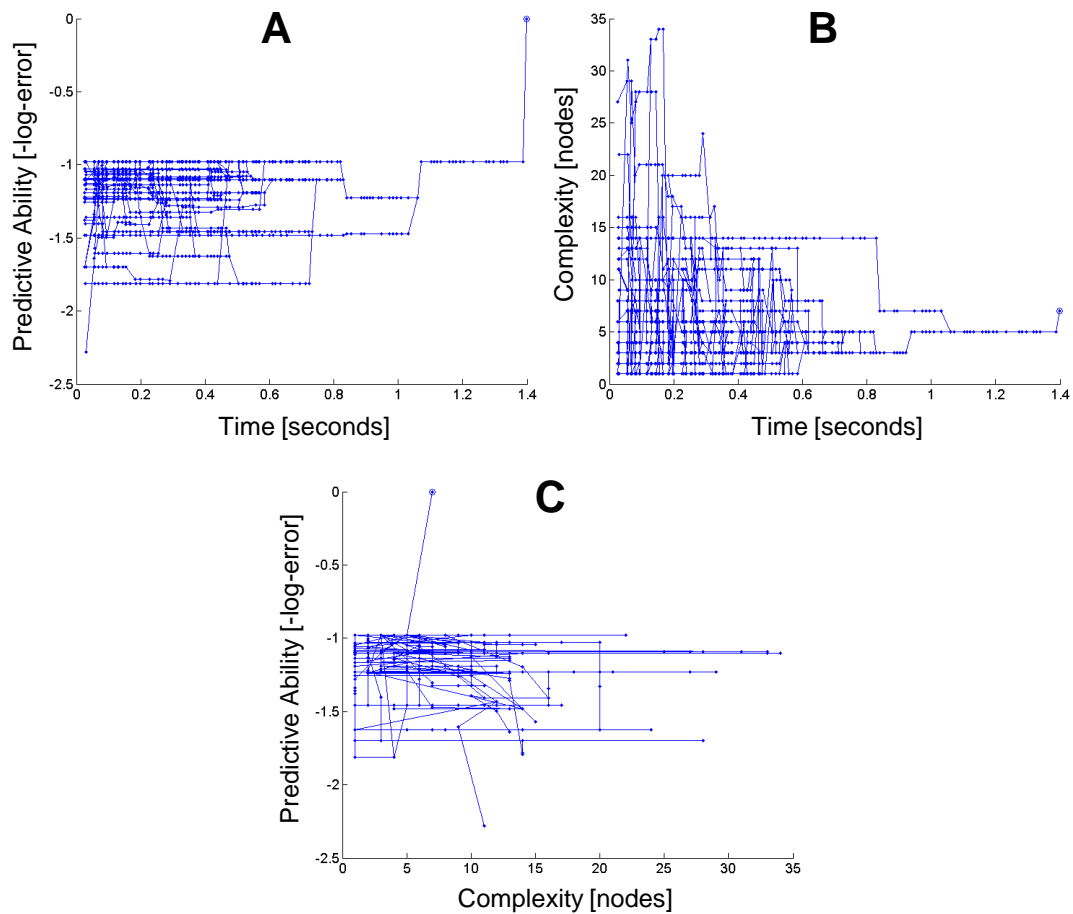 A
Predictive Ability [-log-error]
0
-0.5
-1
-1.5
-2
-2.5
0 0.2 0.4 0.6 0.8 1 1.2 1.4
Time [seconds]
B
Complexity [nodes]
35
30
25
20
15
10
5
0
0 0.2 0.4 0.6 0.8 1 1.2 1.4
Time [seconds]
C
Predictive Ability [-log-error]
0
-0.5
-1
-1.5
-2
-2.5
0 5 10 15 20 25 30 35
Complexity [nodes]